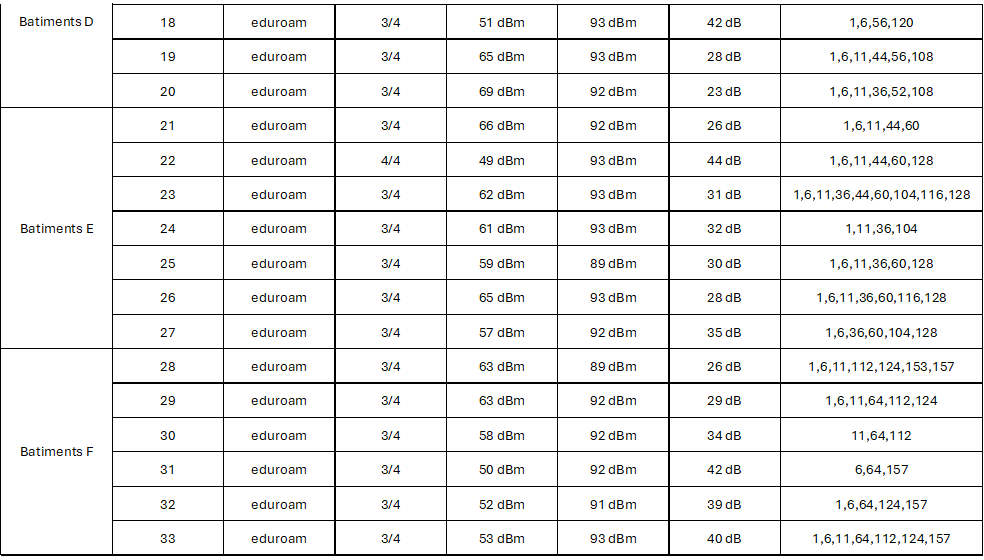 Batiments D 18 eduroam 3/4 51 dBm 93 dBm 42 dB 1,6,56,120
19 eduroam 3/4 65 dBm 93 dBm 28 dB 1,6,11,44,56,108
20 eduroam 3/4 69 dBm 92 dBm 23 dB 1,6,11,36,52,108
21 eduroam 3/4 66 dBm 92 dBm 26 dB 1,6,11,44,60
22 eduroam 4/4 49 dBm 93 dBm 44 dB 1,6,11,44,60,128
23 eduroam 3/4 62 dBm 93 dBm 31 dB 1,6,11,36,44,60,104,116,128
Batiments E 24 eduroam 3/4 61 dBm 93 dBm 32 dB 1,11,36,104
25 eduroam 3/4 59 dBm 89 dBm 30 dB 1,6,11,36,60,128
26 eduroam 3/4 65 dBm 93 dBm 28 dB 1,6,11,36,60,116,128
27 eduroam 3/4 57 dBm 92 dBm 35 dB 1,6,36,60,104,128
28 eduroam 3/4 63 dBm 89 dBm 26 dB 1,6,11,112,124,153,157
29 eduroam 3/4 63 dBm 92 dBm 29 dB 1,6,11,64,112,124
30 eduroam 3/4 58 dBm 92 dBm 34 dB 11,64,112
Batiments F
31 eduroam 3/4 50 dBm 92 dBm 42 dB 6,64,157
32 eduroam 3/4 52 dBm 91 dBm 39 dB 1,6,64,124,157
33 eduroam 3/4 53 dBm 93 dBm 40 dB 1,6,11,64,112,124,157